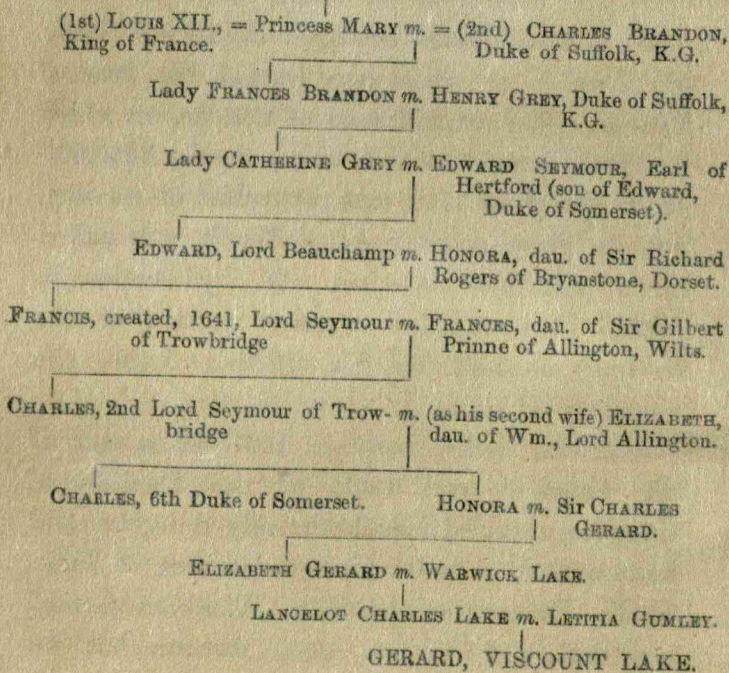 (1st) LOUIS XII., = Princess MARY m. = (2nd) CHARLES BRANDON,
King of France. Duke of Suffolk, K.G.
Lady FRANCES BRANDON m. HENRY GREY, Duke of Suffolk,
K.G.
Lady CATHERINE GREY m. EDWARD SEYMOUR, Earl of
Hertford (son of Edward,
Duke of Somerset).
EDWARD, Lord Beauchamp m. HONORA, dau. of Sir Richard
Rogers of Bryanstone, Dorset.
FRANCIS, created, 1641, Lord Seymour m. FRANCES, dau. of Sir Gilbert
of Trowbridge Prinne of Allington, Wilts.
CHARLES, 2nd Lord Seymour of Trow- m. (as his second wife) ELIZABETH,
bridge dau. of Wm., Lord Allington.
CHARLES, 6th Duke of Somerset. HONORA m. Sir CHARLES
GERARD.
ELIZABETH GERARD m. WARWICK LAKE.
LANCELOT CHARLES LAKE m. LETITIA GUMLEY.
GERARD, VISCOUNT LAKE.